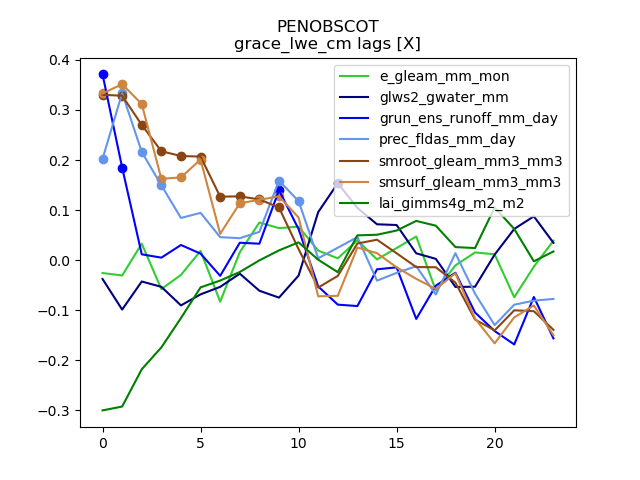 PENOBSCOT
grace_lwe_cm lags [X]
0.4
0.3
0.2
0.1
0.0
−0.1
−0.2
−0.3
e_gleam_mm_mon
glws2_gwater_mm
grun_ens_runoff_mm_day
prec_fldas_mm_day
smroot_gleam_mm3_mm3
smsurf_gleam_mm3_mm3
lai_gimms4g_m2_m2
0 5 10 15 20